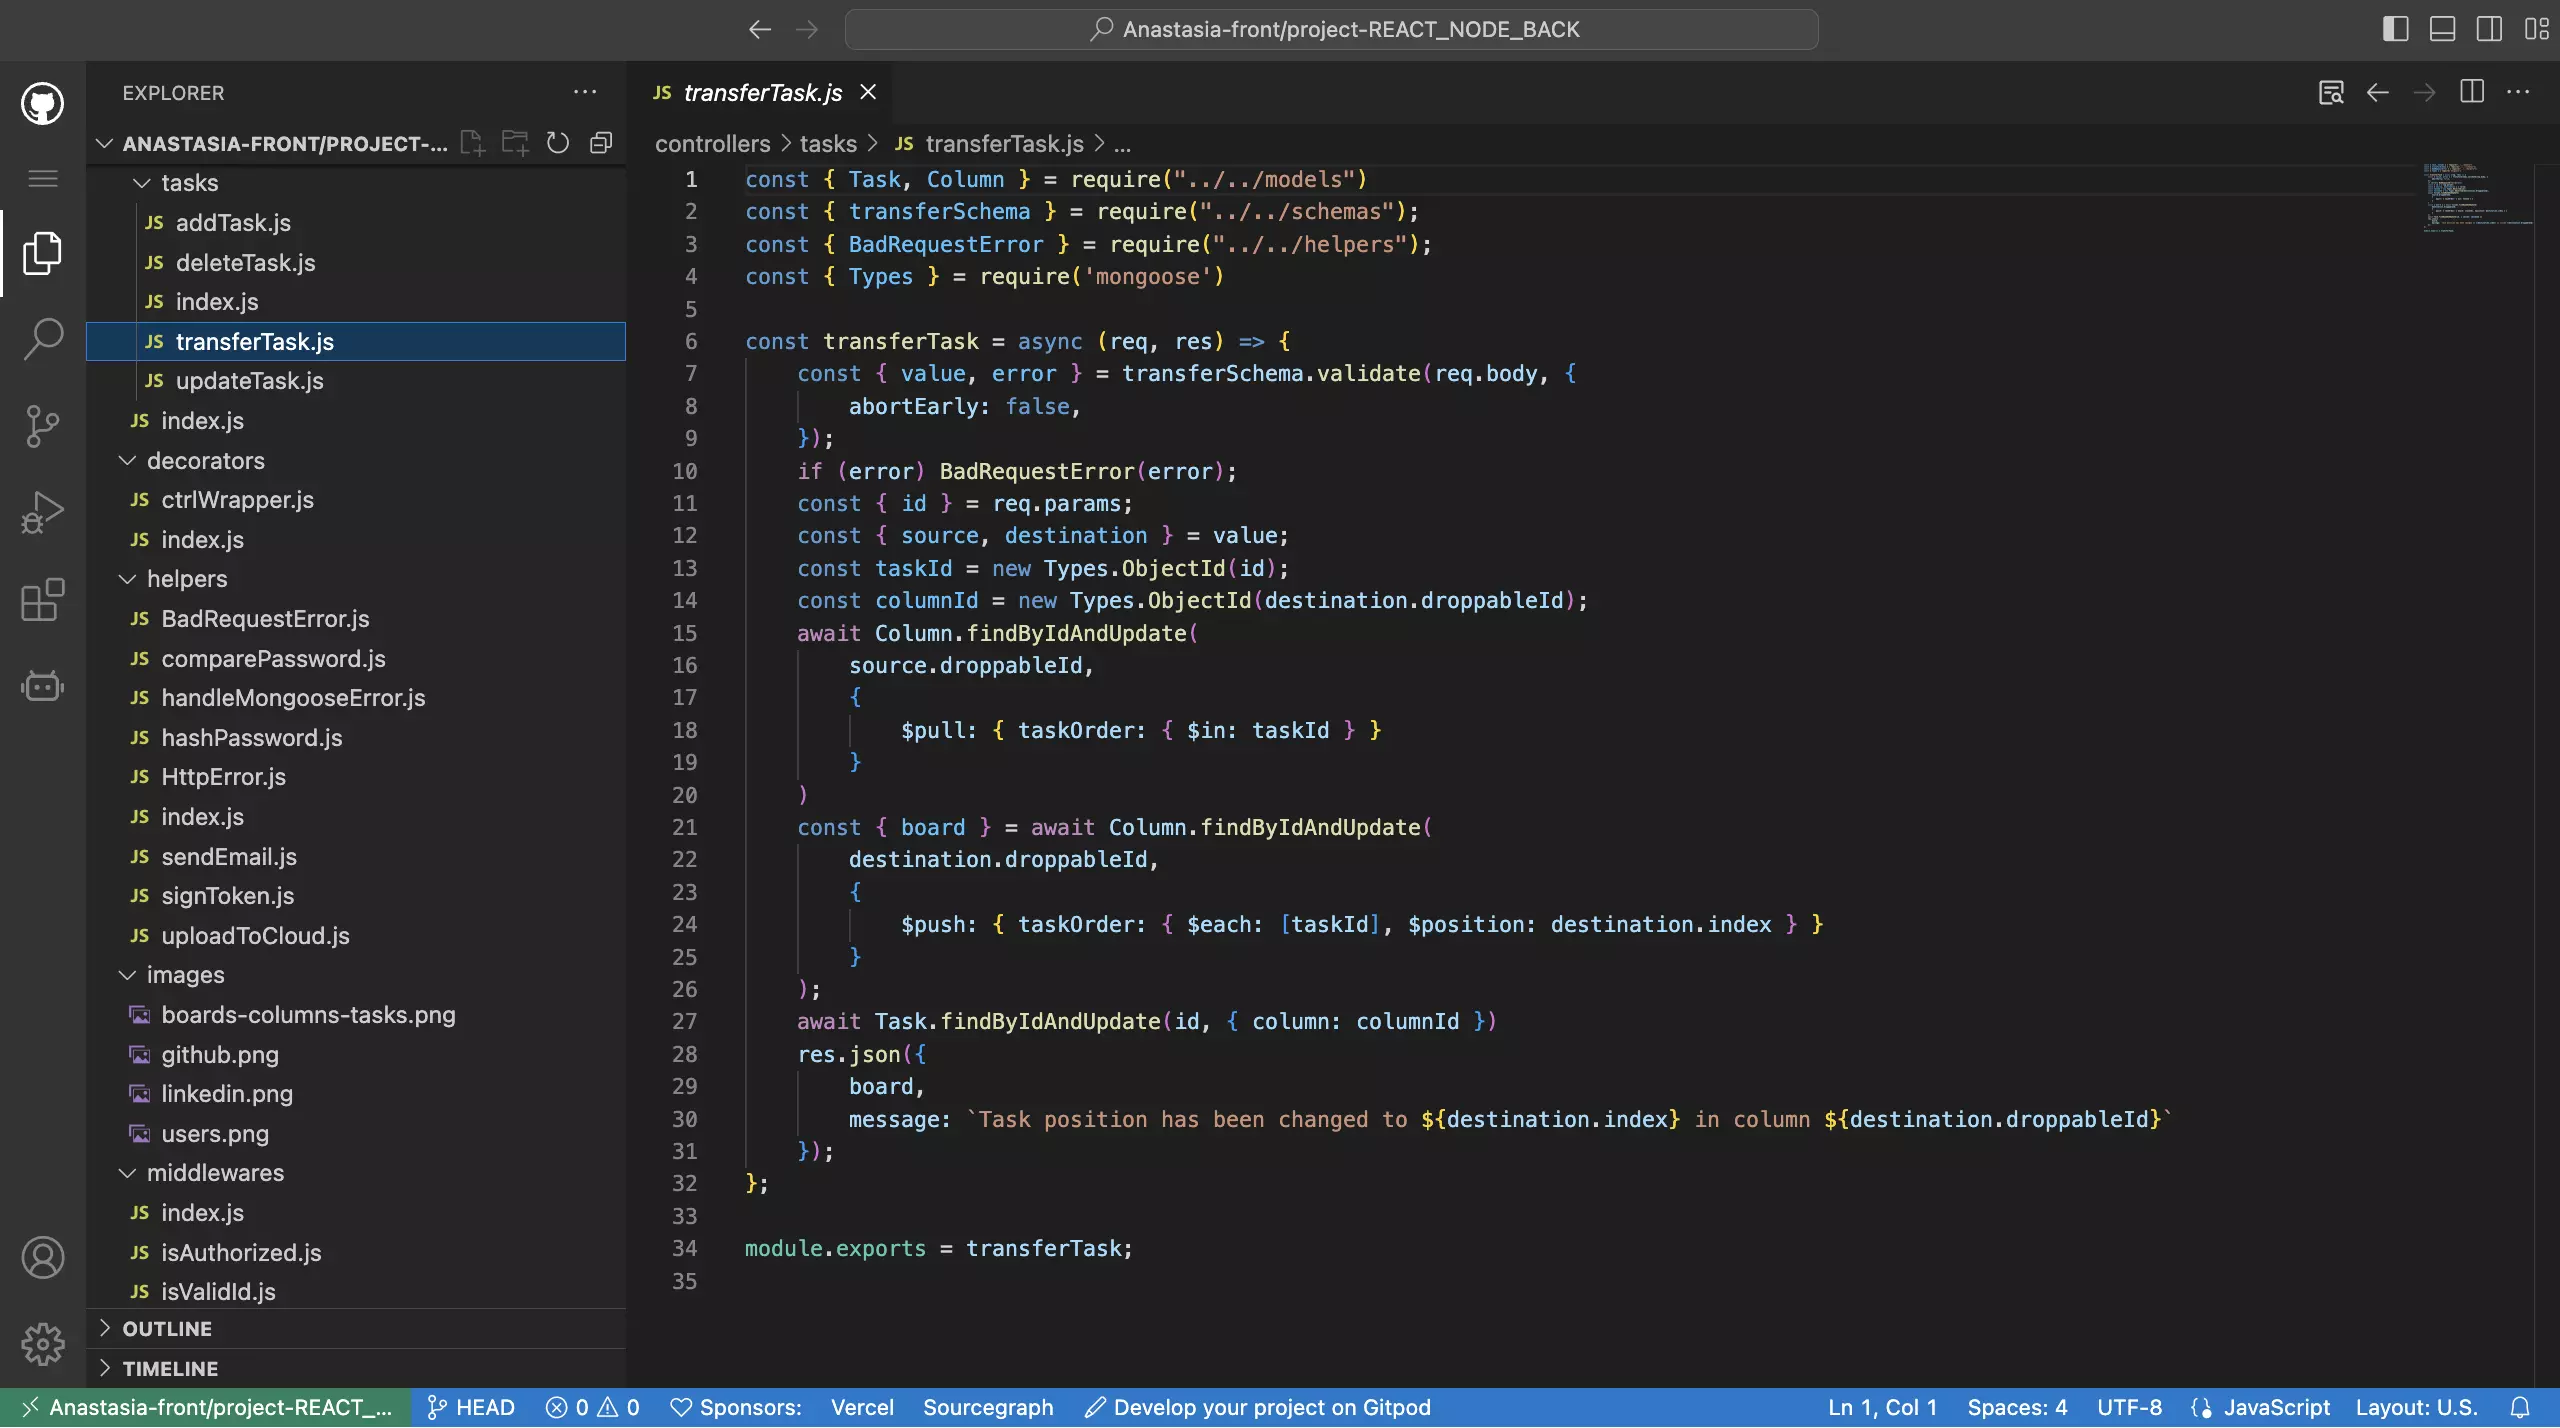 Anastasia-front/project-REACT_NODE_BACK
EXPLORER
ANASTASIA-FRONT/PROJECT-...
tasks
JS addTask.js
JS deleteTask.js
JS index.js
JS transferTask.js
JS updateTask.js
JS index.js
decorators
JS ctrlWrapper.js
JS index.js
helpers
JS BadRequestError.js
JS comparePassword.js
JS handleMongooseError.js
JS hashPassword.js
JS HttpError.js
JS index.js
JS sendEmail.js
JS signToken.js
JS uploadToCloud.js
images
boards-columns-tasks.png
github.png
linkedin.png
users.png
middlewares
JS index.js
JS isAuthorized.js
JS isValidId.js
OUTLINE
TIMELINE
JS transferTask.js
controllers > tasks > JS transferTask.js > ...
1 const { Task, Column } = require("../../models")
2 const { transferSchema } = require("../../schemas");
3 const { BadRequestError } = require("../../helpers");
4 const { Types } = require('mongoose')
5
6 const transferTask = async (req, res) => {
7     const { value, error } = transferSchema.validate(req.body, {
8         abortEarly: false,
9     });
10     if (error) BadRequestError(error);
11     const { id } = req.params;
12     const { source, destination } = value;
13     const taskId = new Types.ObjectId(id);
14     const columnId = new Types.ObjectId(destination.droppableId);
15     await Column.findByIdAndUpdate(
16         source.droppableId,
17         {
18             $pull: { taskOrder: { $in: taskId } }
19         }
20     )
21     const { board } = await Column.findByIdAndUpdate(
22         destination.droppableId,
23         {
24             $push: { taskOrder: { $each: [taskId], $position: destination.index } }
25         }
26     );
27     await Task.findByIdAndUpdate(id, { column: columnId })
28     res.json({
29         board,
30         message: `Task position has been changed to ${destination.index} in column ${destination.droppableId}`
31     });
32 };
33
34 module.exports = transferTask;
35
Anastasia-front/project-REACT_... HEAD 0 0 Sponsors: Vercel Sourcegraph Develop your project on Gitpod Ln 1, Col 1 Spaces: 4 UTF-8 JavaScript Layout: U.S.